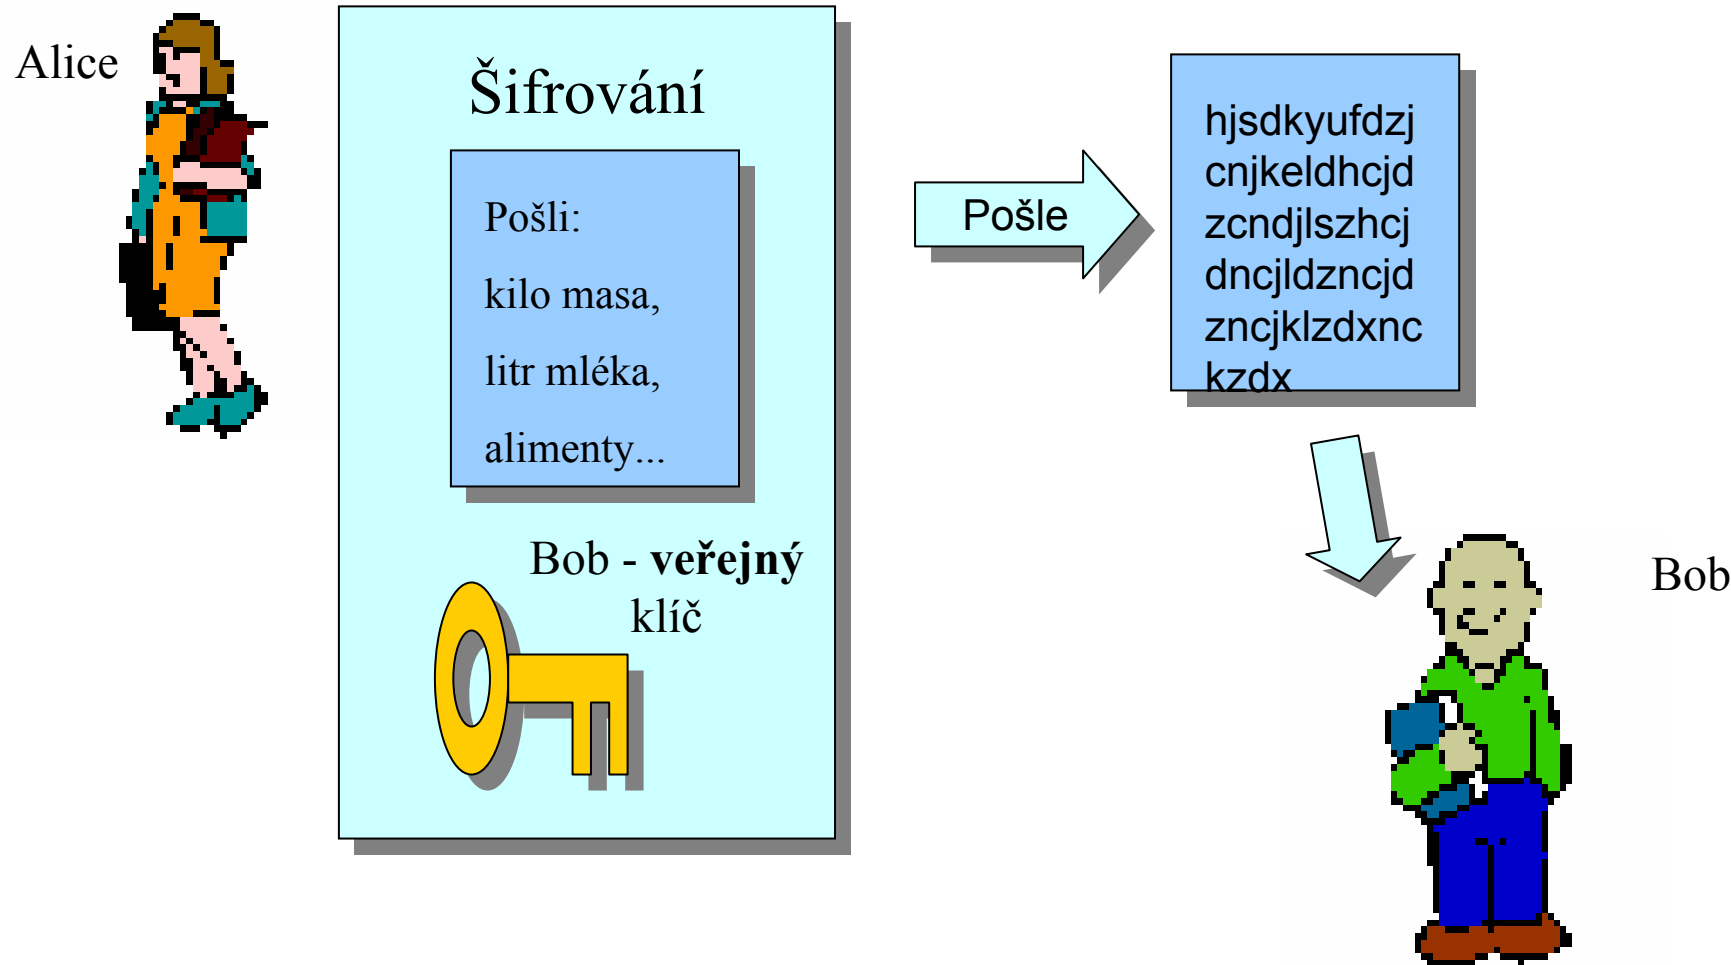 Alice
Šifrování
Pošli:
kilo masa,
litr mléka,
alimenty...
Bob - veřejný
klíč
Pošle
hjsdkyufdzj
cnjkeldhcjd
zcndjlszhcj
dncjldzncjd
zncjklzdxnc
kzdx
Bob